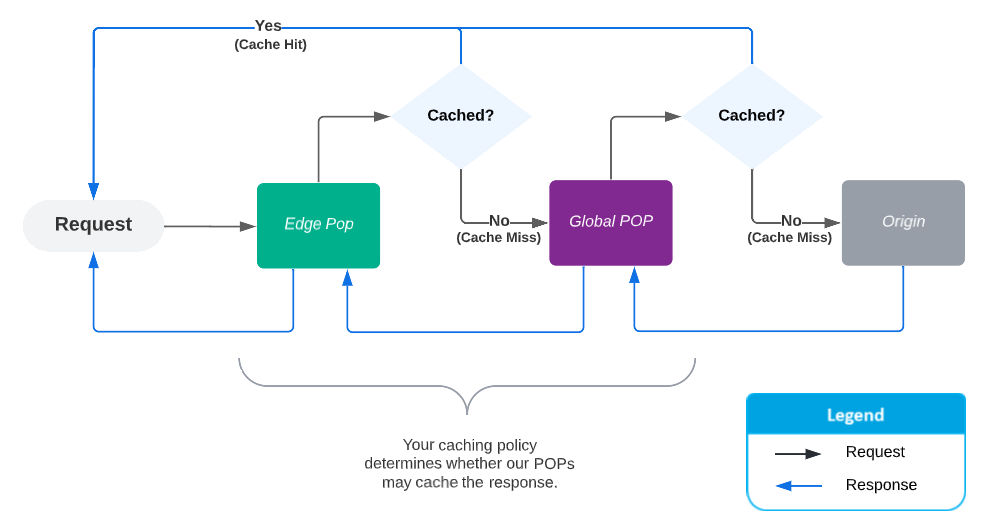 Yes
(Cache Hit)
Cached?
Cached?
Request
Edge Pop
No
(Cache Miss)
Global POP
No
(Cache Miss)
Origin
Your caching policy
determines whether our POPs
may cache the response.
Legend
Request
Response